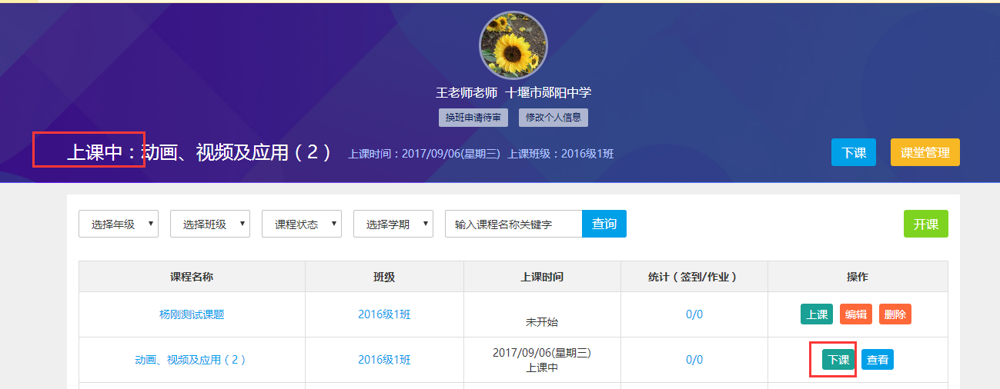 王老师老师 十堰市郧阳中学
换班申请待审 修改个人信息
上课中：动画、视频及应用（2） 上课时间：2017/09/06(星期三) 上课班级：2016级1班 下课 课堂管理
选择年级 选择班级 课程状态 选择学期 输入课程名称关键字 查询 开课
课程名称 班级 上课时间 统计（签到/作业） 操作
杨刚测试课题 2016级1班 未开始 0/0 上课 编辑 删除
动画、视频及应用（2） 2016级1班 2017/09/06(星期三) 0/0 下课 查看
上课中